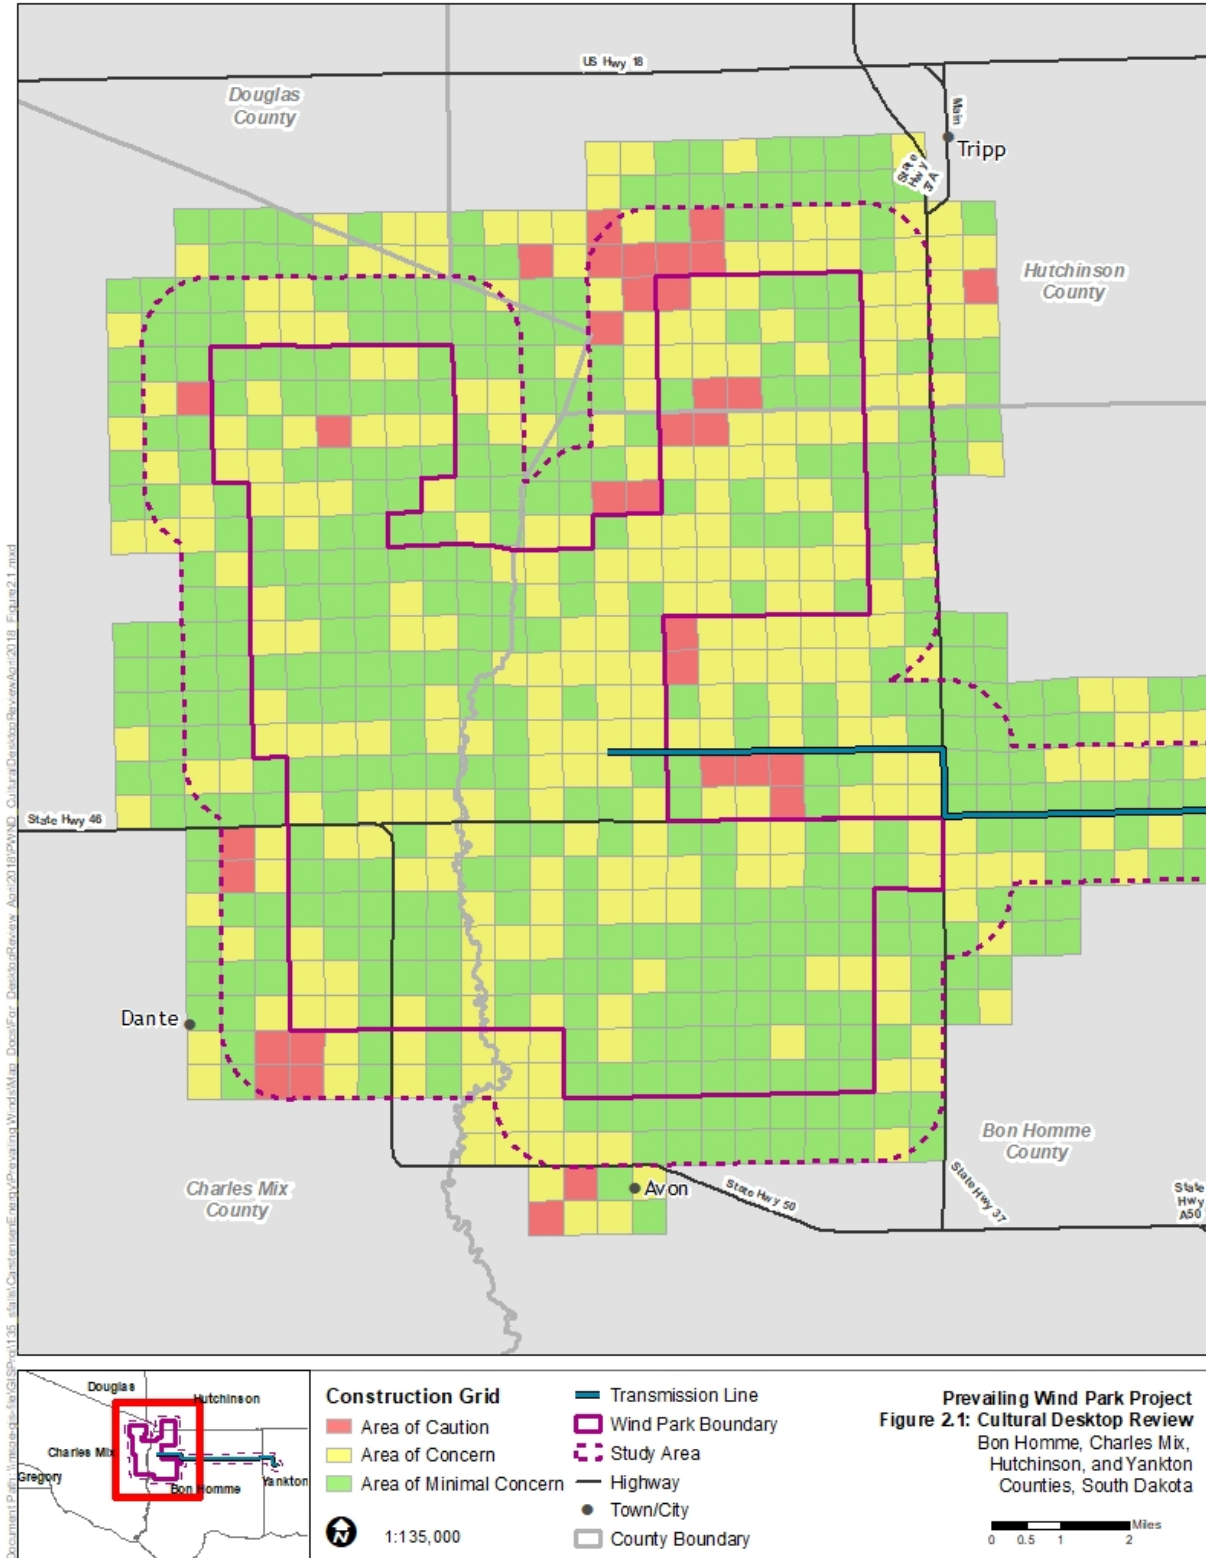 US Hwy 18
Douglas
County
Main
Tripp
State
Hwy
37A
Hutchinson
County
State Hwy 46
Dante
Bon Homme
County
Charles Mix
County
Avon
State Hwy 50
State Hwy 37
State
Hwy
A50
Douglas
Hutchinson
Charles Mix
Gregory
Bon Homme
Yankton
Construction Grid
Area of Caution
Area of Concern
Area of Minimal Concern
N
1:135,000
Transmission Line
Wind Park Boundary
Study Area
Highway
Town/City
County Boundary
Prevailing Wind Park Project
Figure 2.1: Cultural Desktop Review
Bon Homme, Charles Mix,
Hutchinson, and Yankton
Counties, South Dakota
Miles
0 0.5 1 2